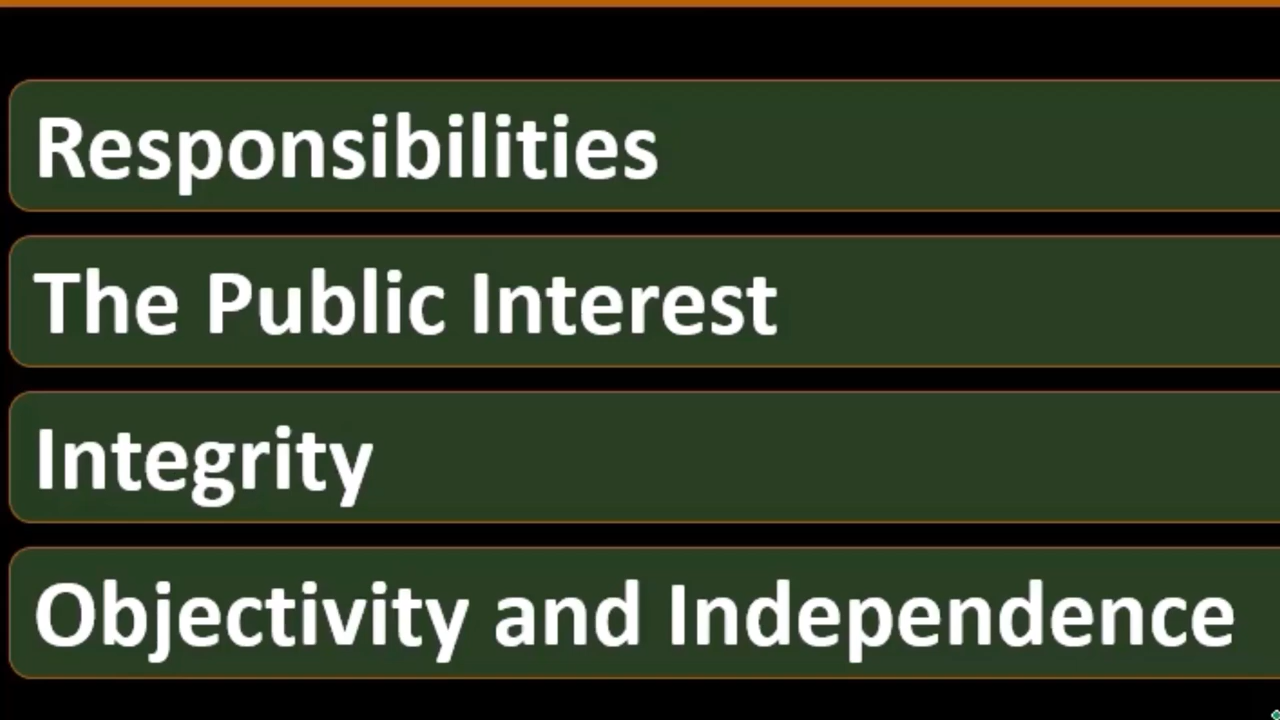 Responsibilities
The Public Interest
Integrity
Objectivity and Independence